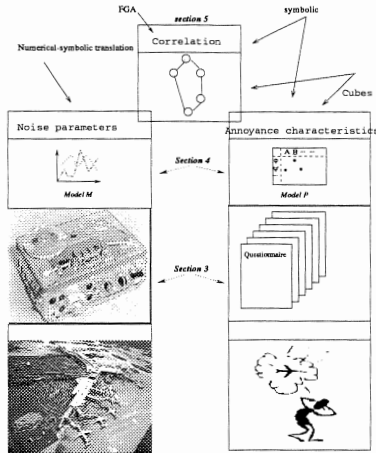 FGA
section 5
symbolic
Correlation
Numerical-symbolic translation
Cubes
Noise parameters
Annoyance characteristics
Section 4
A B
Model M
Model P
Section 3
Questionnaire